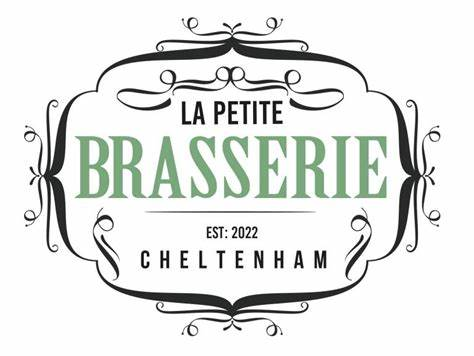 LA PETITE
BRASSERIE
EST: 2022
CHELTENHAM